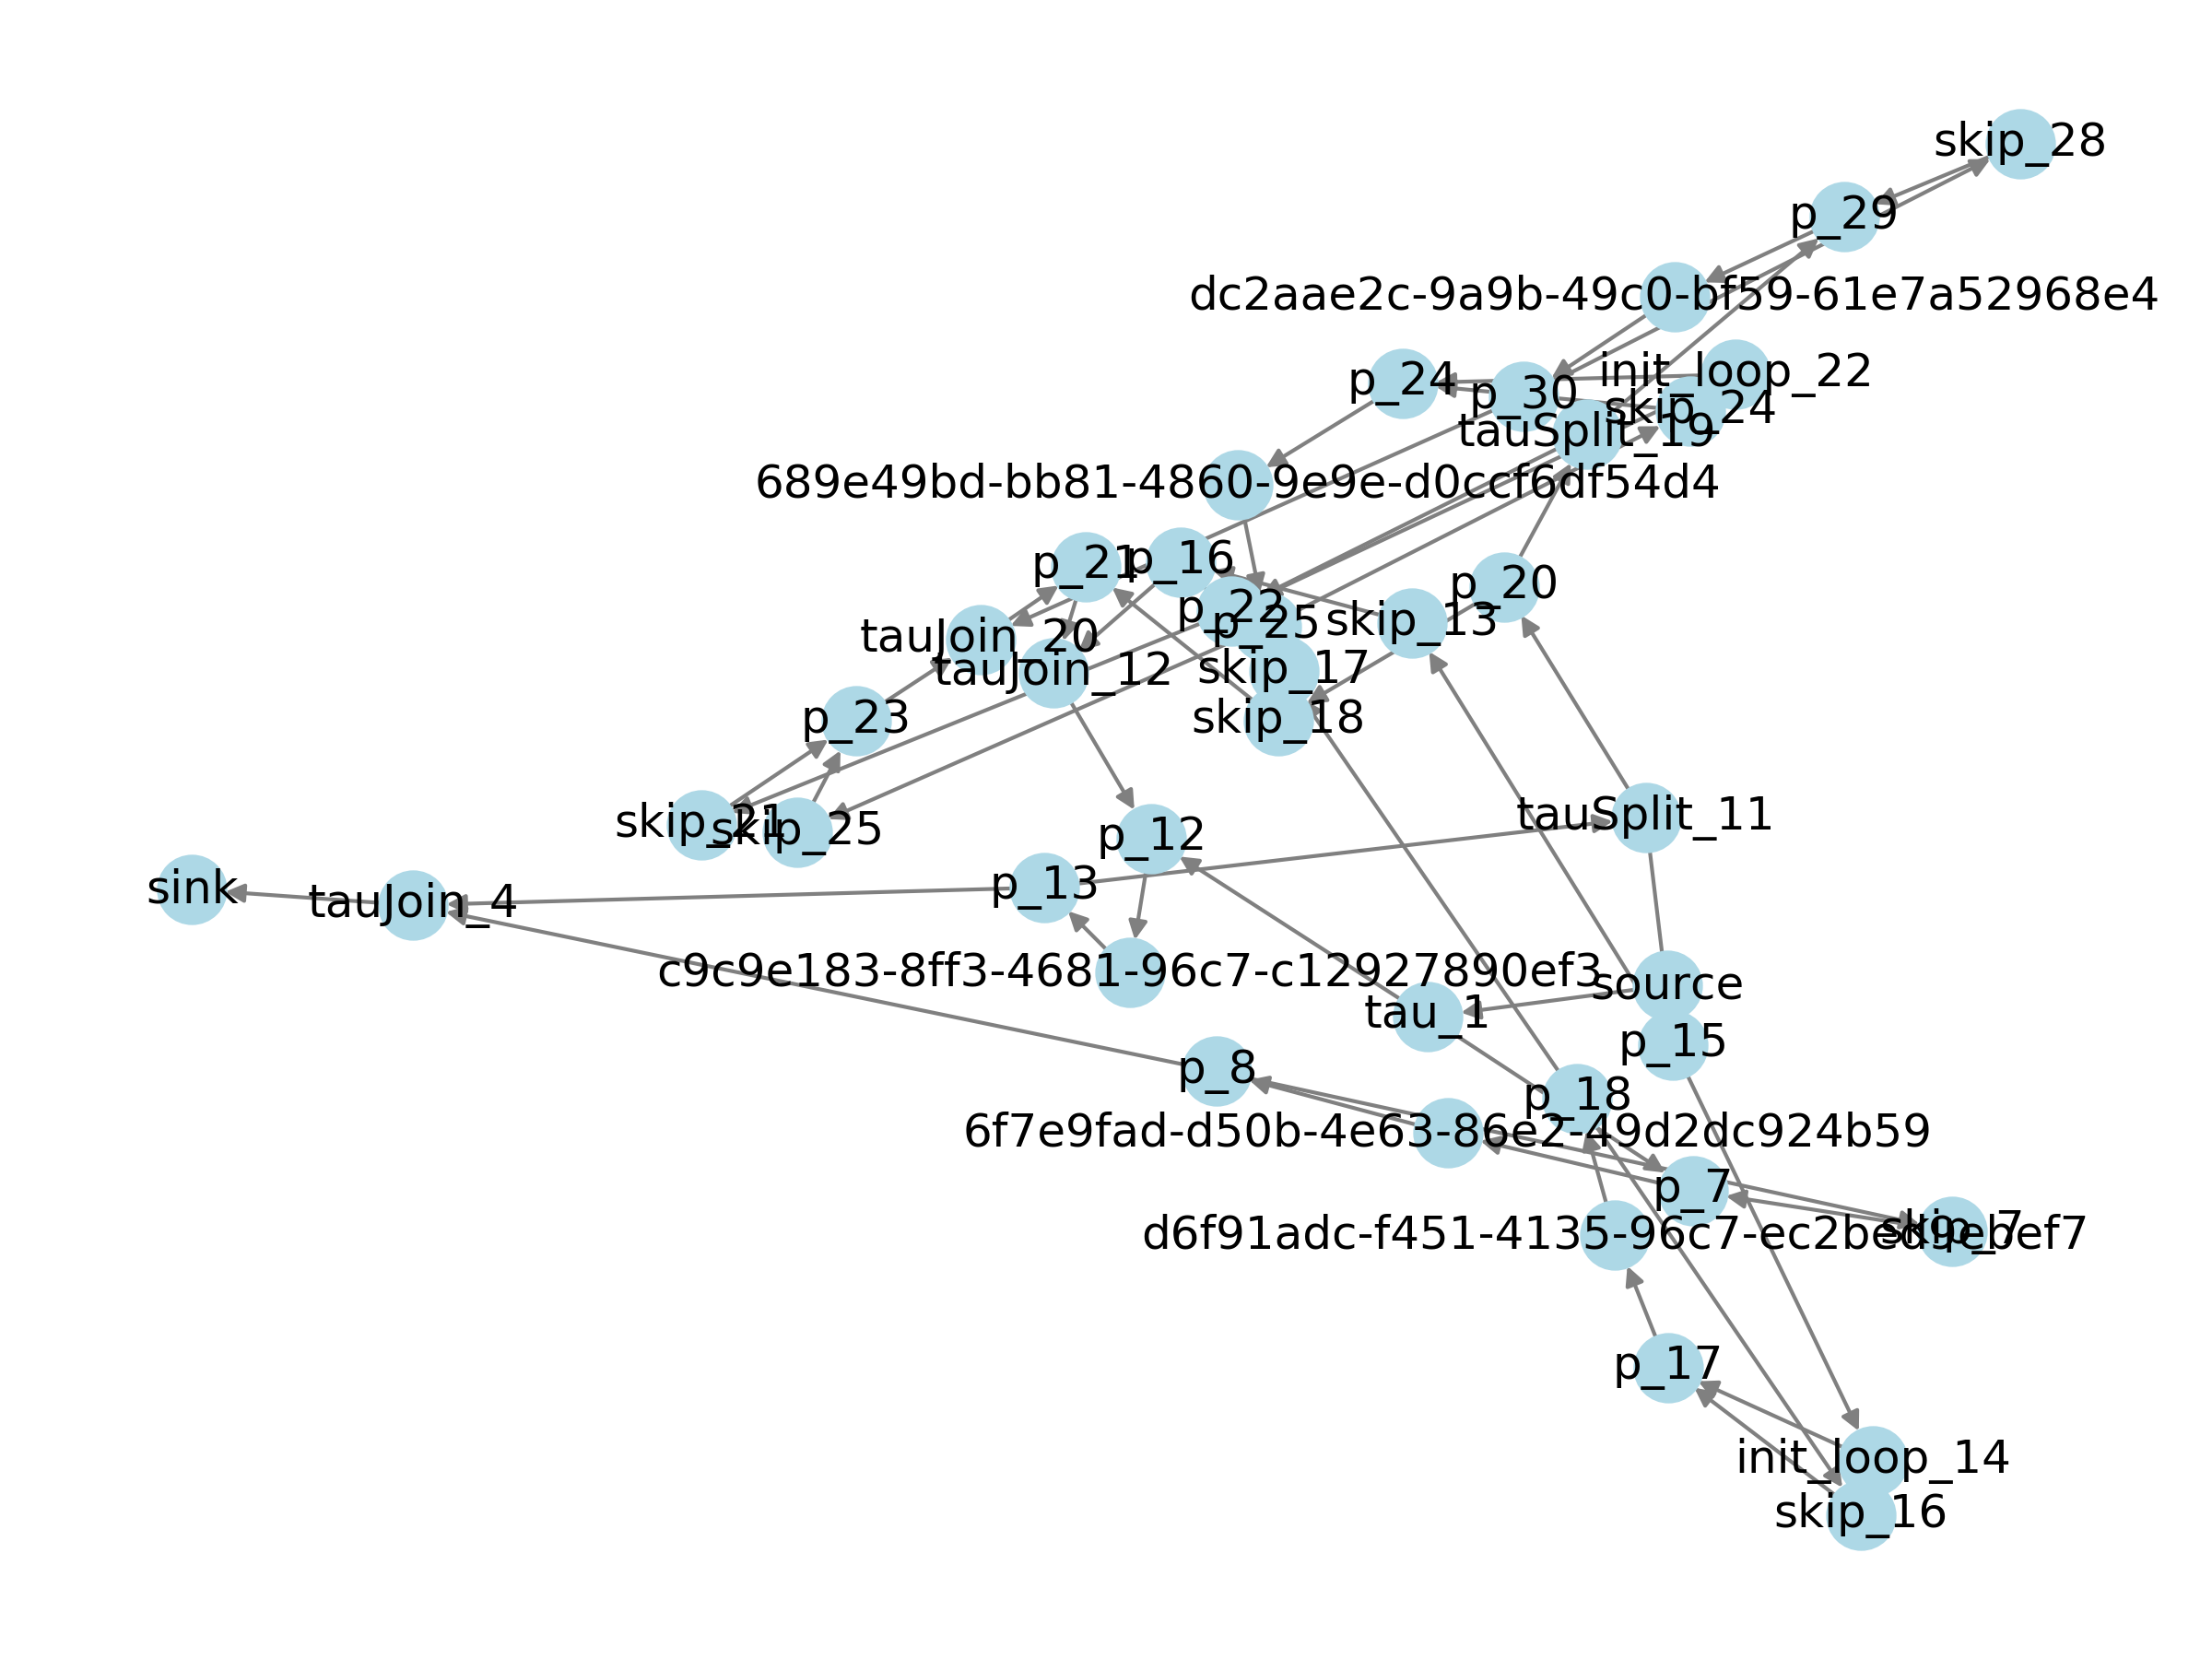 skip_28
p_29
dc2aae2c-9a9b-49c0-bf59-61e7a52968e4
init_loop_22
p_24
p_30
skip_24
tauSplit_19
689e49bd-bb81-4860-9e9e-d0ccf6df54d4
p_21
p_16
p_20
p_22
p_25
skip_13
tauJoin_20
tauJoin_12
skip_17
skip_18
p_23
tauSplit_11
skip_21
skip_25
p_12
p_13
sink
tauJoin_4
c9c9e183-8ff3-4681-96c7-c12927890ef3
source
tau_1
p_15
p_8
p_18
6f7e9fad-d50b-4e63-86e2-49d2dc924b59
p_7
d6f91adc-f451-4135-96c7-ec2bed9ebef7
skip_7
p_17
init_loop_14
skip_16